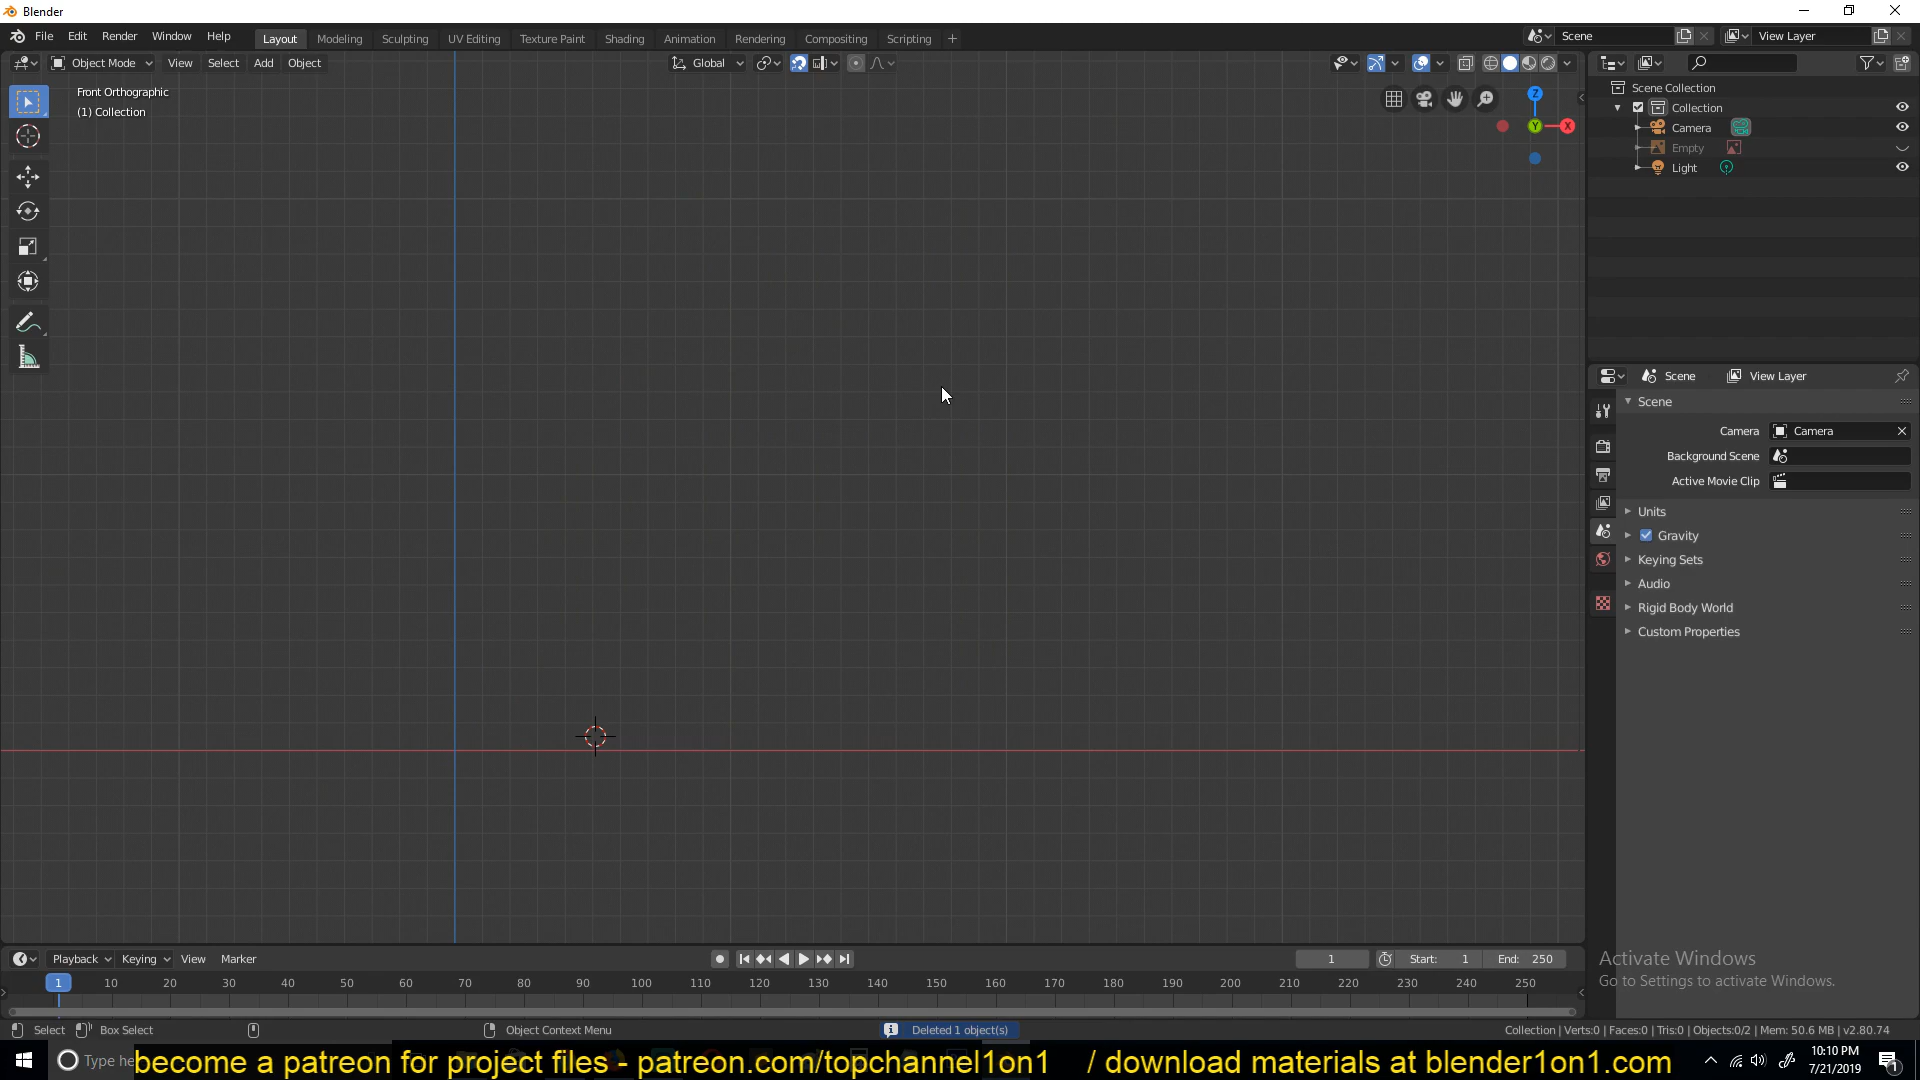 Blender
File Edit Render Window Help Layout Modeling Sculpting UV Editing Texture Paint Shading Animation Rendering Compositing Scripting + Scene View Layer
Object Mode View Select Add Object Global
Front Orthographic
(1) Collection
Z
Y
X
Scene Collection
Collection
Camera
Empty
Light
Scene View Layer
Scene
Camera Camera
Background Scene
Active Movie Clip
Units
Gravity
Keying Sets
Audio
Rigid Body World
Custom Properties
Playback Keying View Marker 1 Start: 1 End: 250
1 10 20 30 40 50 60 70 80 90 100 110 120 130 140 150 160 170 180 190 200 210 220 230 240 250
Activate Windows
Go to Settings to activate Windows.
Select Box Select Object Context Menu Deleted 1 object(s) Collection | Verts:0 | Faces:0 | Tris:0 | Objects:0/2 | Mem: 50.6 MB | v2.80.74
Type he
become a patreon for project files - patreon.com/topchannel1on1 / download materials at blender1on1.com
10:10 PM
7/21/2019
1